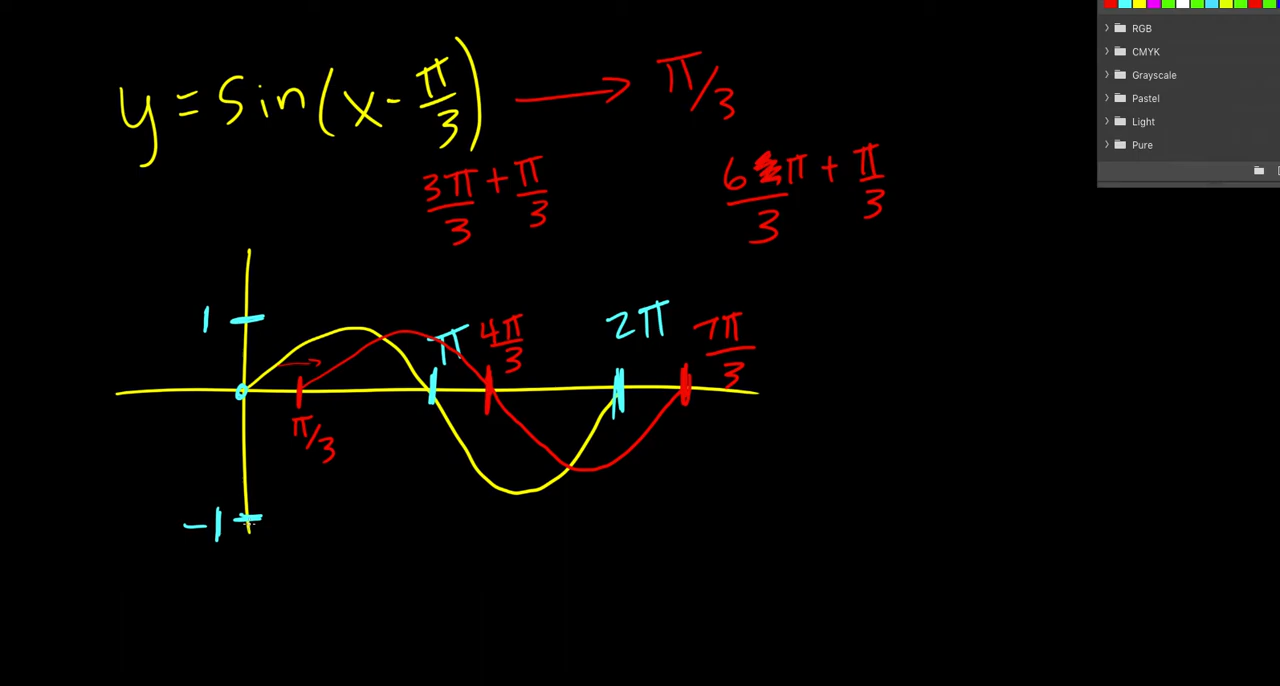 y = sin(x - π/3) → π/3
3π/3 + π/3
6π/3 + π/3
1
π
4π/3
2π
7π/3
π/3
-1
RGB
CMYK
Grayscale
Pastel
Light
Pure